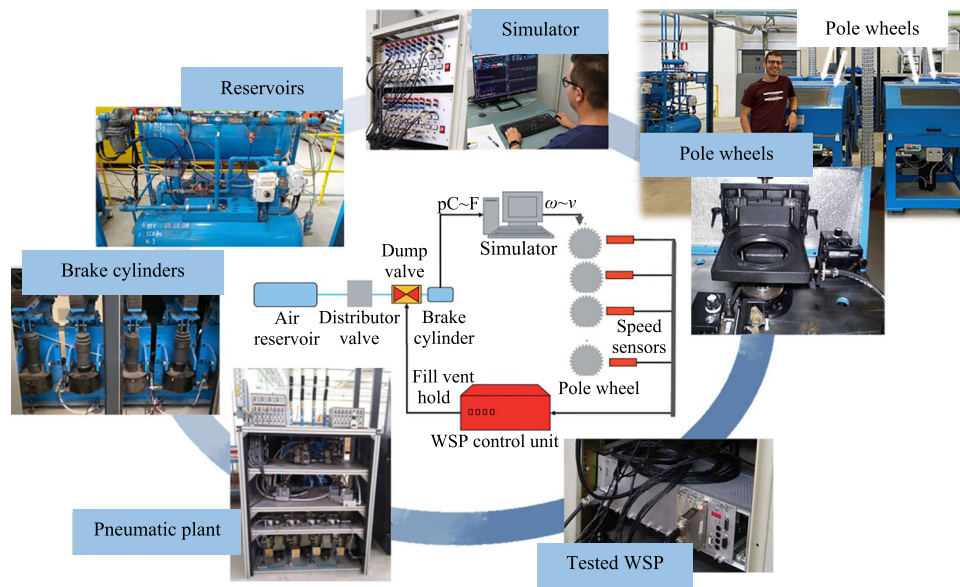 Simulator
Pole wheels
Reservoirs
Pole wheels
pC~F
ω~v
Simulator
Dump
valve
Brake cylinders
Air
reservoir
Distributor
valve
Brake
cylinder
Speed
sensors
Pole wheel
Fill vent
hold
WSP control unit
Pneumatic plant
Tested WSP